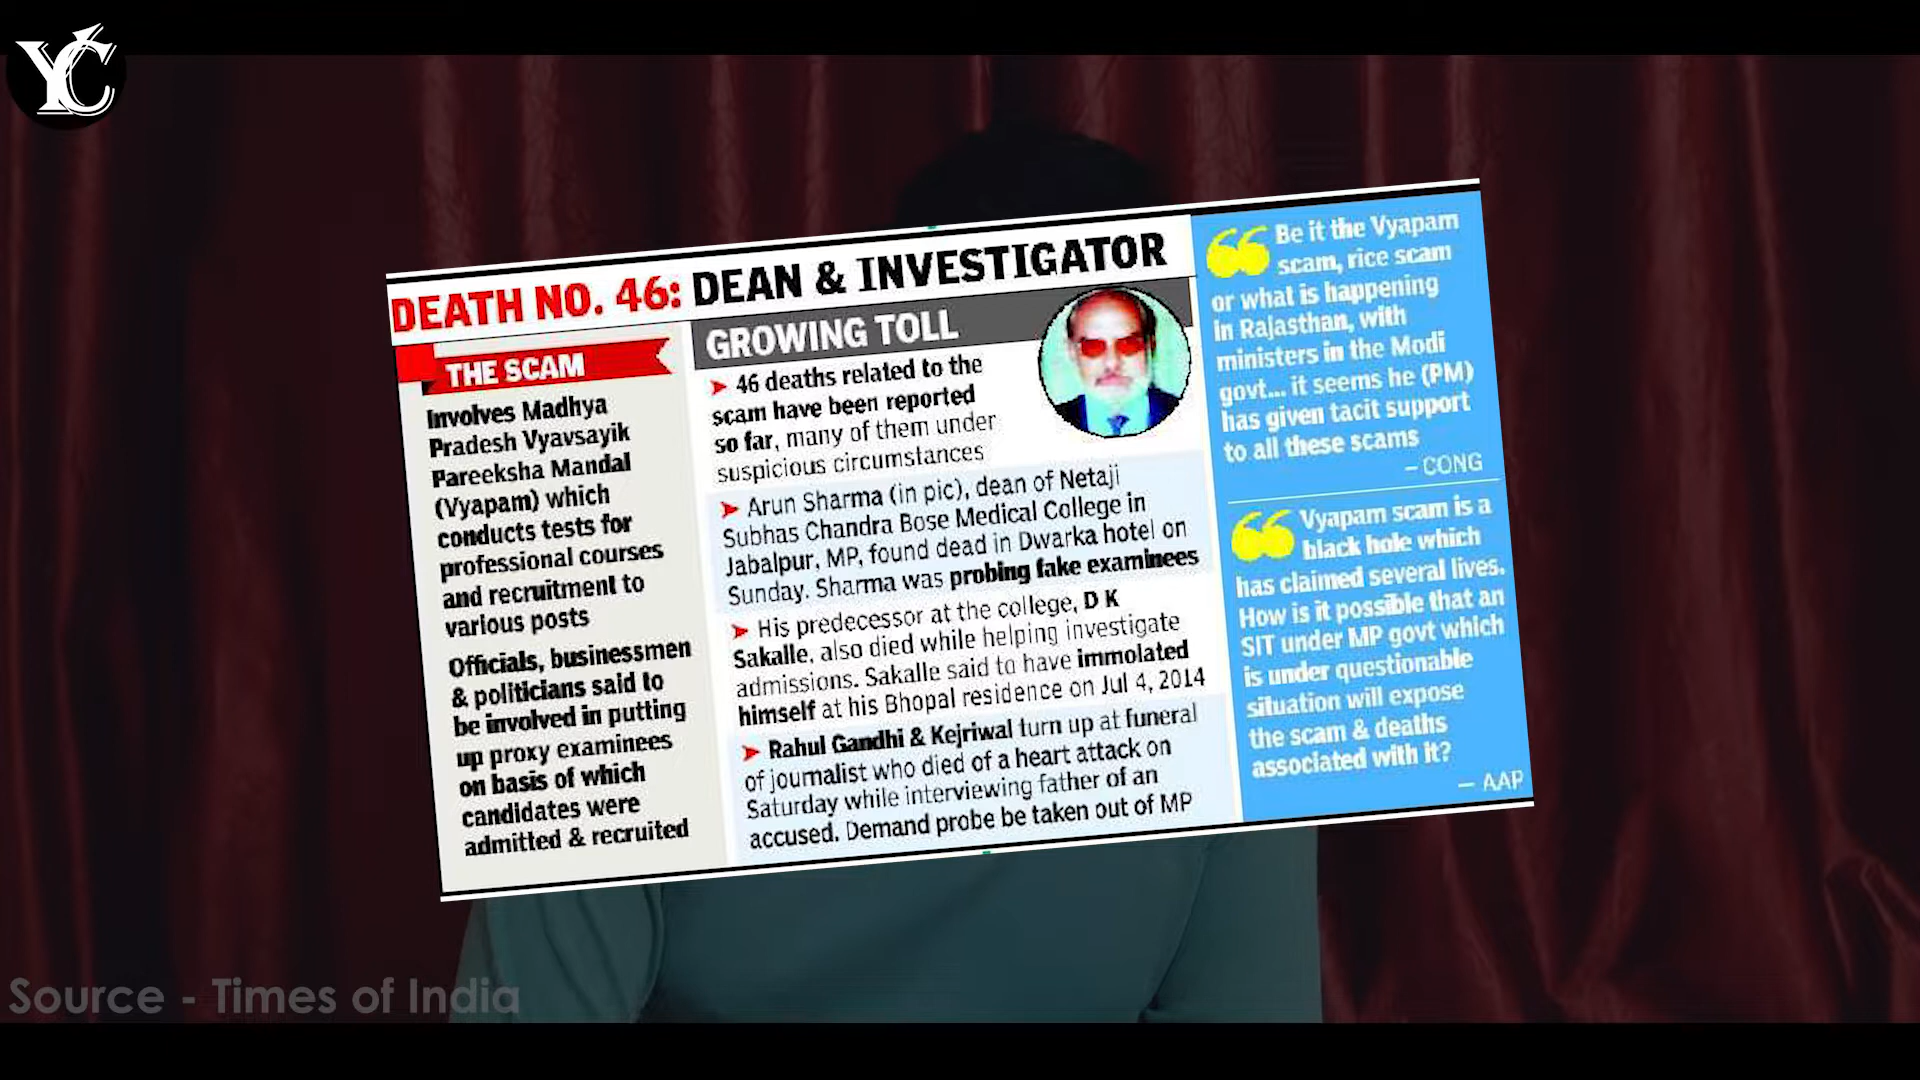 YC
DEATH NO. 46: DEAN & INVESTIGATOR
THE SCAM
Involves Madhya
Pradesh Vyavsayik
Pareeksha Mandal
(Vyapam) which
conducts tests for
professional courses
and recruitment to
various posts
Officials, businessmen
& politicians said to
be involved in putting
up proxy examinees
on basis of which
candidates were
admitted & recruited
GROWING TOLL
➤ 46 deaths related to the
scam have been reported
so far, many of them under
suspicious circumstances
➤ Arun Sharma (in pic), dean of Netaji
Subhas Chandra Bose Medical College in
Jabalpur, MP, found dead in Dwarka hotel on
Sunday. Sharma was probing fake examinees
➤ His predecessor at the college, D K
Sakalle, also died while helping investigate
admissions. Sakalle said to have immolated
himself at his Bhopal residence on Jul 4, 2014
➤ Rahul Gandhi & Kejriwal turn up at funeral
of journalist who died of a heart attack on
Saturday while interviewing father of an
accused. Demand probe be taken out of MP
Be it the Vyapam
scam, rice scam
or what is happening
in Rajasthan, with
ministers in the Modi
govt... it seems he (PM)
has given tacit support
to all these scams
– CONG
Vyapam scam is a
black hole which
has claimed several lives.
How is it possible that an
SIT under MP govt which
is under questionable
situation will expose
the scam & deaths
associated with it?
– AAP
Source - Times of India